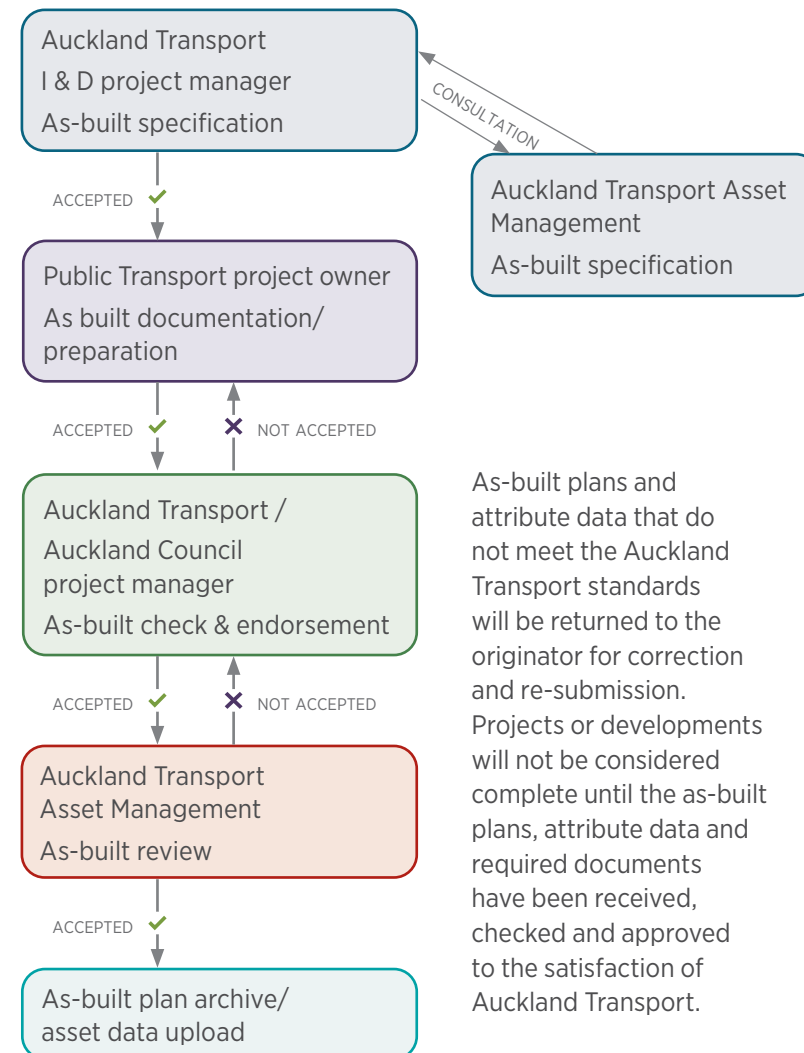 Auckland Transport
I & D project manager
As-built specification
CONSULTATION
Auckland Transport Asset
Management
As-built specification
ACCEPTED
Public Transport project owner
As built documentation/
preparation
ACCEPTED
NOT ACCEPTED
Auckland Transport /
Auckland Council
project manager
As-built check & endorsement
ACCEPTED
NOT ACCEPTED
Auckland Transport
Asset Management
As-built review
ACCEPTED
As-built plan archive/
asset data upload
As-built plans and
attribute data that do
not meet the Auckland
Transport standards
will be returned to the
originator for correction
and re-submission.
Projects or developments
will not be considered
complete until the as-built
plans, attribute data and
required documents
have been received,
checked and approved
to the satisfaction of
Auckland Transport.